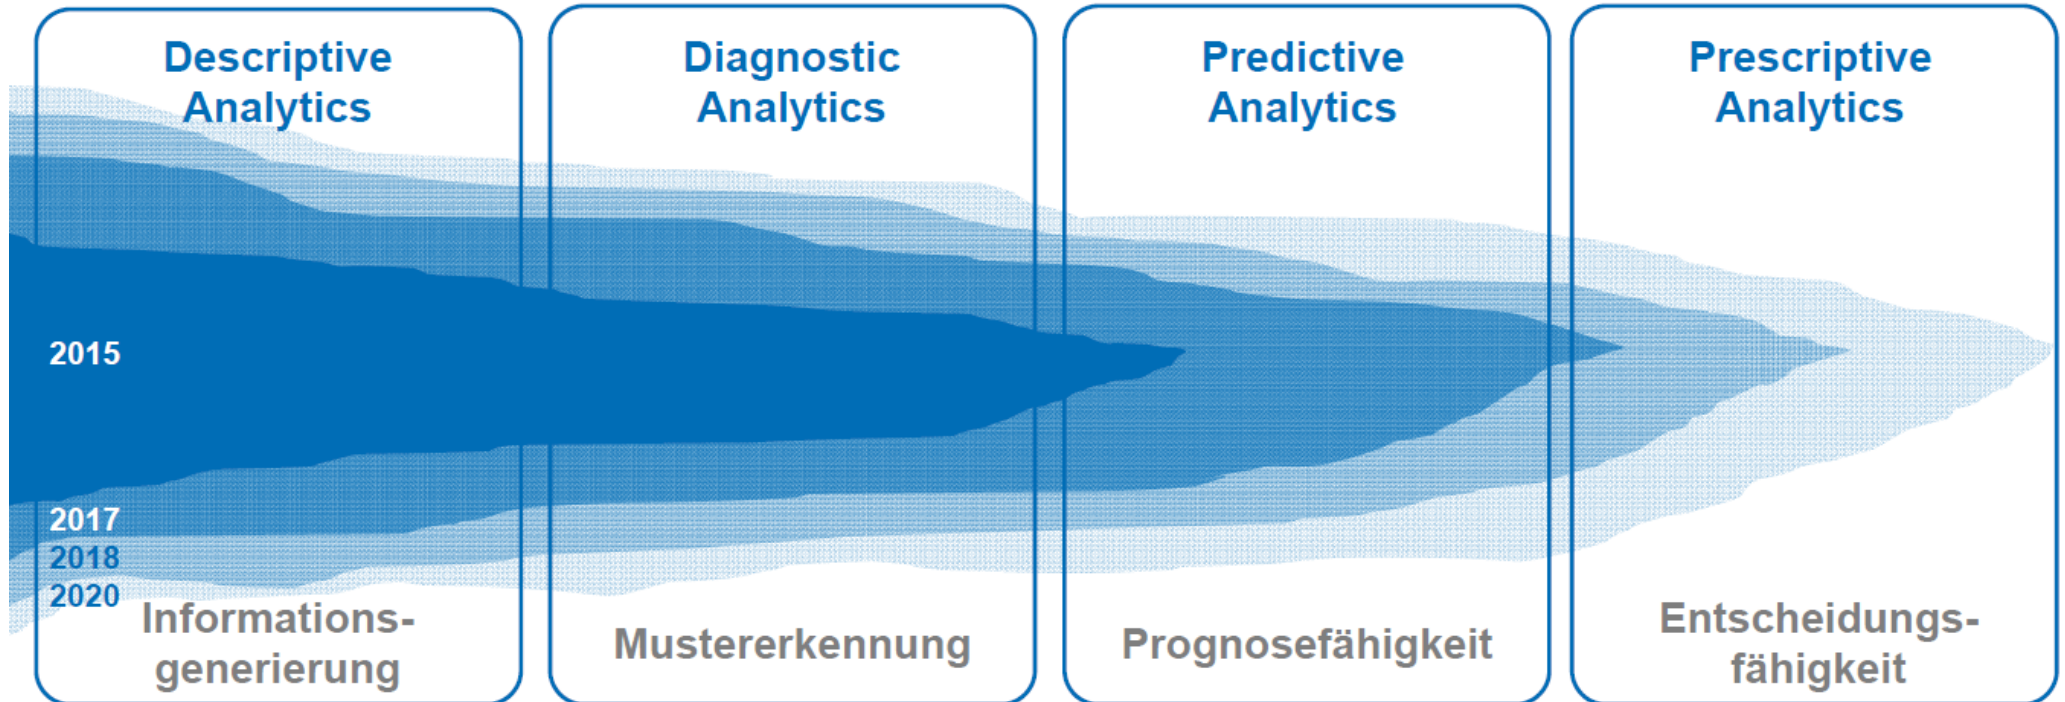 Descriptive
Analytics
Diagnostic
Analytics
Predictive
Analytics
Prescriptive
Analytics
2015
2017
2018
2020
Informations-
generierung
Mustererkennung
Prognosefähigkeit
Entscheidungs-
fähigkeit